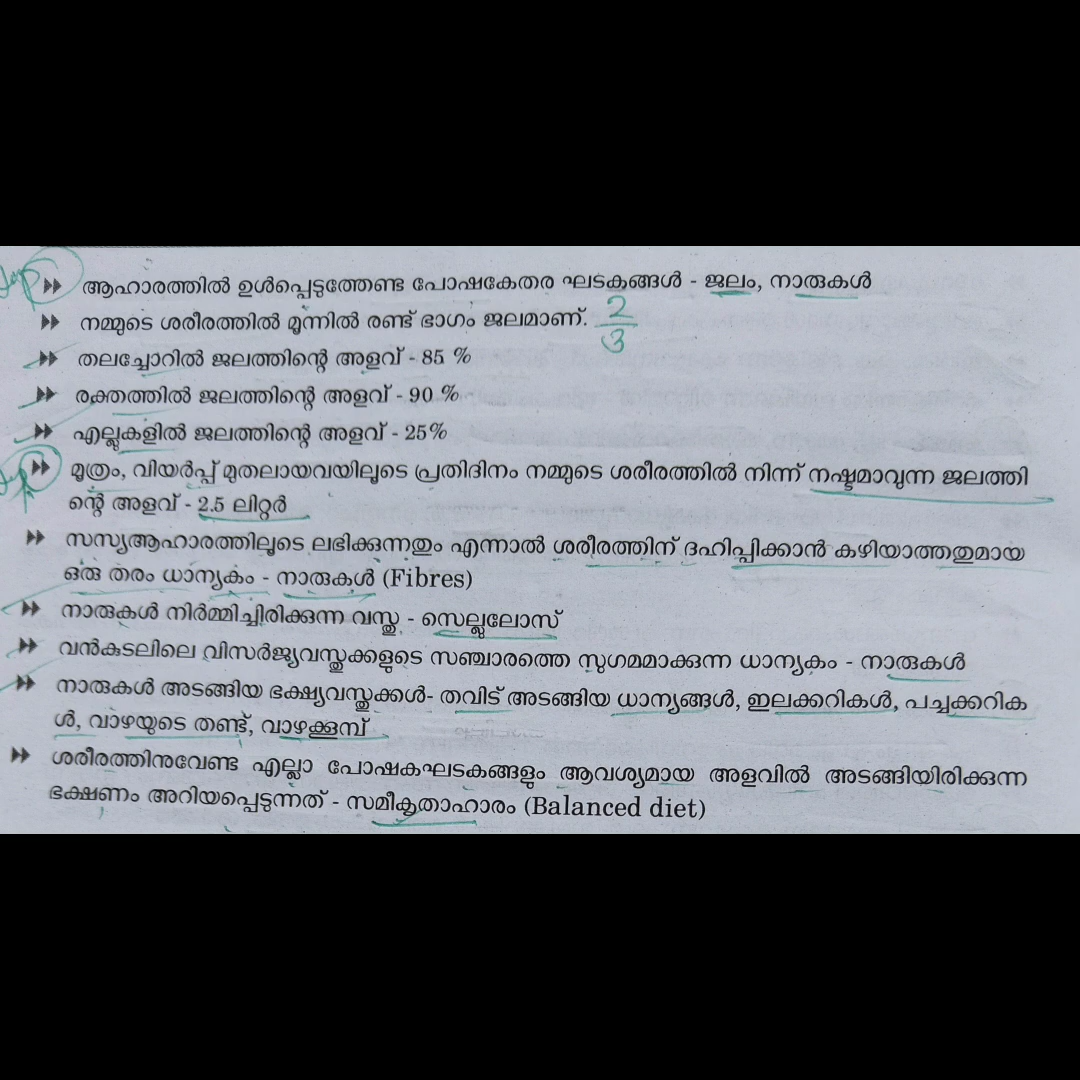 ▸▸ ആഹാരത്തിൽ ഉൾപ്പെടുത്തേണ്ട പോഷകേതര ഘടകങ്ങൾ - ജലം, നാരുകൾ
▸▸ നമ്മുടെ ശരീരത്തിൽ മൂന്നിൽ രണ്ട് ഭാഗം ജലമാണ്. 2/3
▸▸ തലച്ചോറിൽ ജലത്തിന്റെ അളവ് - 85 %
▸▸ രക്തത്തിൽ ജലത്തിന്റെ അളവ് - 90 %
▸▸ എല്ലുകളിൽ ജലത്തിന്റെ അളവ് - 25%
▸▸ മൂത്രം, വിയർപ്പ് മുതലായവയിലൂടെ പ്രതിദിനം നമ്മുടെ ശരീരത്തിൽ നിന്ന് നഷ്ടമാവുന്ന ജലത്തി
ന്റെ അളവ് - 2.5 ലിറ്റർ
▸▸ സസ്യആഹാരത്തിലൂടെ ലഭിക്കുന്നതും എന്നാൽ ശരീരത്തിന് ദഹിപ്പിക്കാൻ കഴിയാത്തതുമായ
ഒരു തരം ധാന്യകം - നാരുകൾ (Fibres)
▸▸ നാരുകൾ നിർമ്മിച്ചിരിക്കുന്ന വസ്തു - സെല്ലുലോസ്
▸▸ വൻകുടലിലെ വിസർജ്യവസ്തുക്കളുടെ സഞ്ചാരത്തെ സുഗമമാക്കുന്ന ധാന്യകം - നാരുകൾ
▸▸ നാരുകൾ അടങ്ങിയ ഭക്ഷ്യവസ്തുക്കൾ- തവിട് അടങ്ങിയ ധാന്യങ്ങൾ, ഇലക്കറികൾ, പച്ചക്കറിക
ൾ, വാഴയുടെ തണ്ട്, വാഴക്കൂമ്പ്
▸▸ ശരീരത്തിനുവേണ്ട എല്ലാ പോഷകഘടകങ്ങളും ആവശ്യമായ അളവിൽ അടങ്ങിയിരിക്കുന്ന
ഭക്ഷണം അറിയപ്പെടുന്നത് - സമീകൃതാഹാരം (Balanced diet)